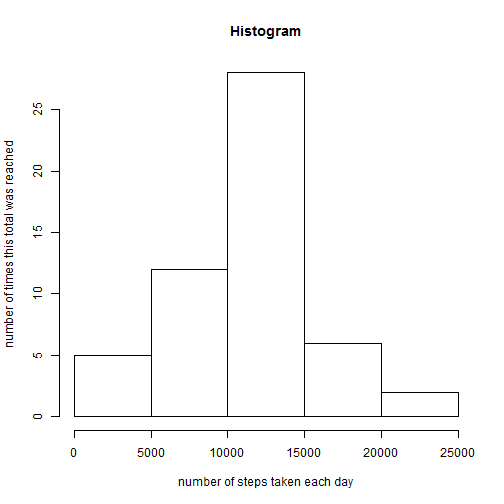 Histogram
number of times this total was reached
25
20
15
10
5
0
0 5000 10000 15000 20000 25000
number of steps taken each day